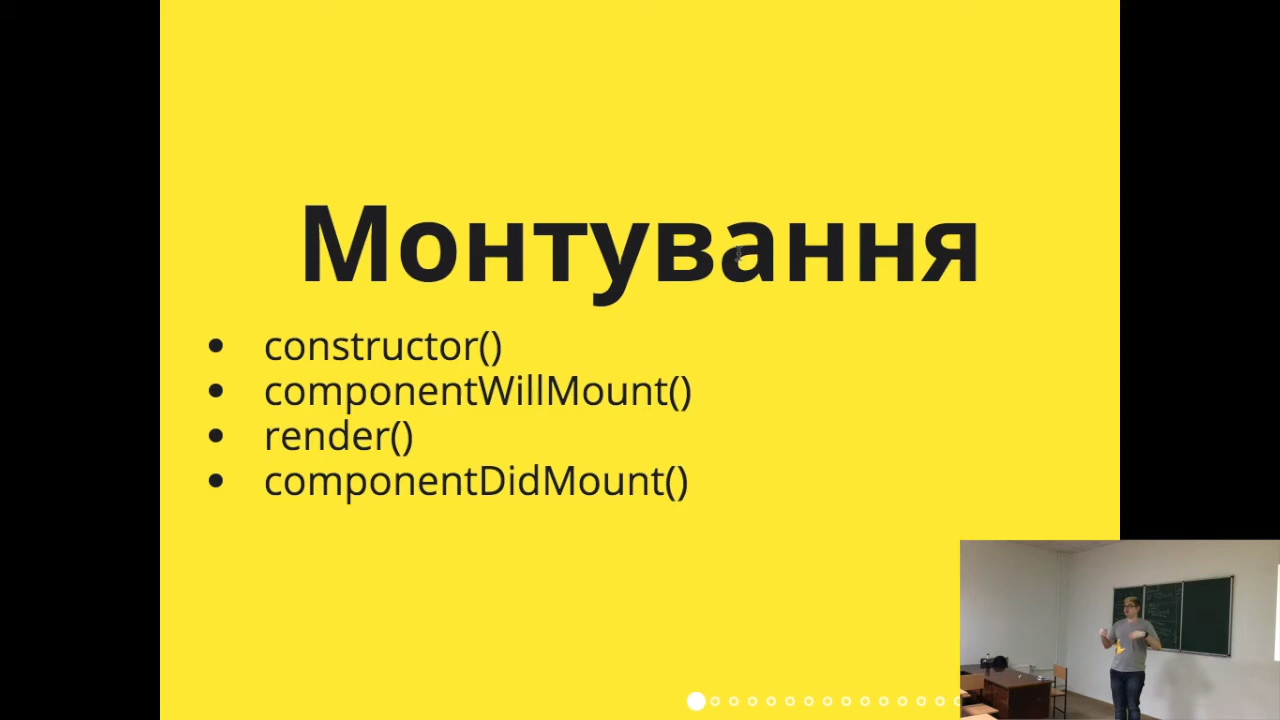 Монтування
constructor()
componentWillMount()
render()
componentDidMount()